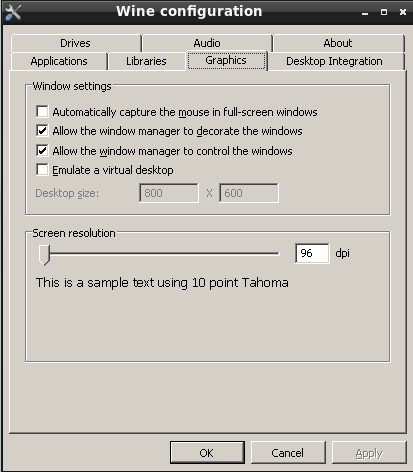 Wine configuration
Drives Audio About
Applications Libraries Graphics Desktop Integration
Window settings
Automatically capture the mouse in full-screen windows
Allow the window manager to decorate the windows
Allow the window manager to control the windows
Emulate a virtual desktop
Desktop size: 800 X 600
Screen resolution
96 dpi
This is a sample text using 10 point Tahoma
OK Cancel Apply